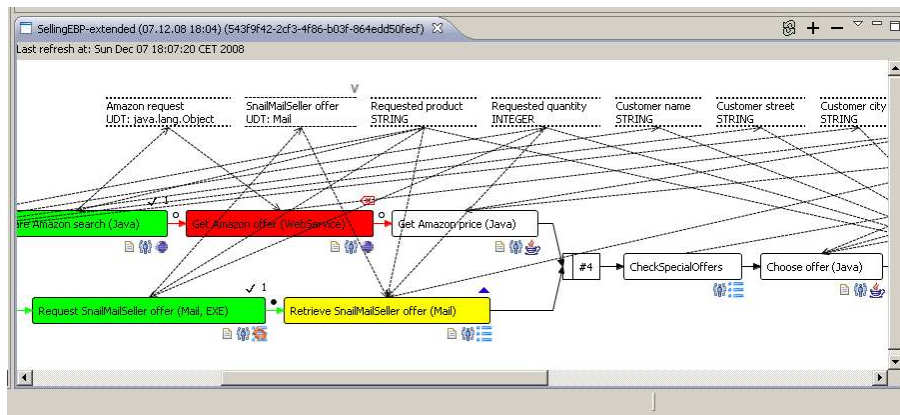 SellingEBP-extended (07.12.08 18:04) (543f9f42-2cf3-4f86-b03f-864edd50fecf)
Last refresh at: Sun Dec 07 18:07:20 CET 2008
Amazon request
UDT: java.lang.Object
SnailMailSeller offer
UDT: Mail
Requested product
STRING
Requested quantity
INTEGER
Customer name
STRING
Customer street
STRING
Customer city
STRING
1
are Amazon search (Java)
Get Amazon offer (WebService)
Get Amazon price (Java)
#4
CheckSpecialOffers
Choose offer (Java)
1
Request SnailMailSeller offer (Mail, EXE)
Retrieve SnailMailSeller offer (Mail)